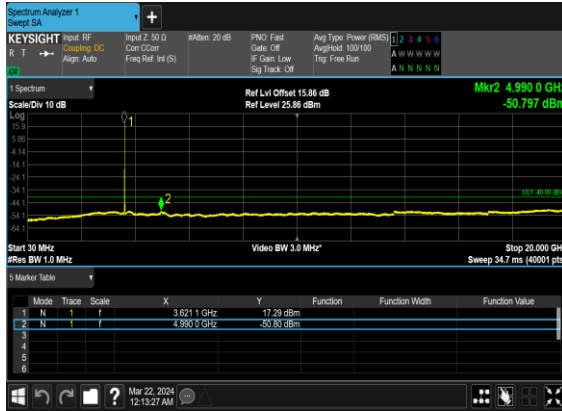 Spectrum Analyzer 1
Swept SA
KEYSIGHT Input: RF Input Z: 50 Ω #Atten: 20 dB PNO: Fast Avg Type: Power (RMS) 1 2 3 4 5 6
R T Coupling: DC Corr CCorr Gate: Off Avg|Hold: 100/100 A W W W W W
Align: Auto Freq Ref: Int (S) IF Gain: Low Trig: Free Run
LU Sig Track: Off A N N N N N
1 Spectrum Ref Lvl Offset 15.86 dB Mkr2 4.990 0 GHz
Scale/Div 10 dB Ref Level 25.86 dBm -50.797 dBm
Log
15.9
5.86
-4.14
-14.1
-24.1
-34.1
-44.1
-54.1
-64.1
1
2
DL1 -40.00 dBm
Start 30 MHz Video BW 3.0 MHz* Stop 20.000 GHz
#Res BW 1.0 MHz Sweep 34.7 ms (40001 pts)
5 Marker Table
Mode Trace Scale X Y Function Function Width Function Value
1 N 1 f 3.621 1 GHz 17.29 dBm
2 N 1 f 4.990 0 GHz -50.80 dBm
3
4
5
6
? Mar 22, 2024
12:13:27 AM